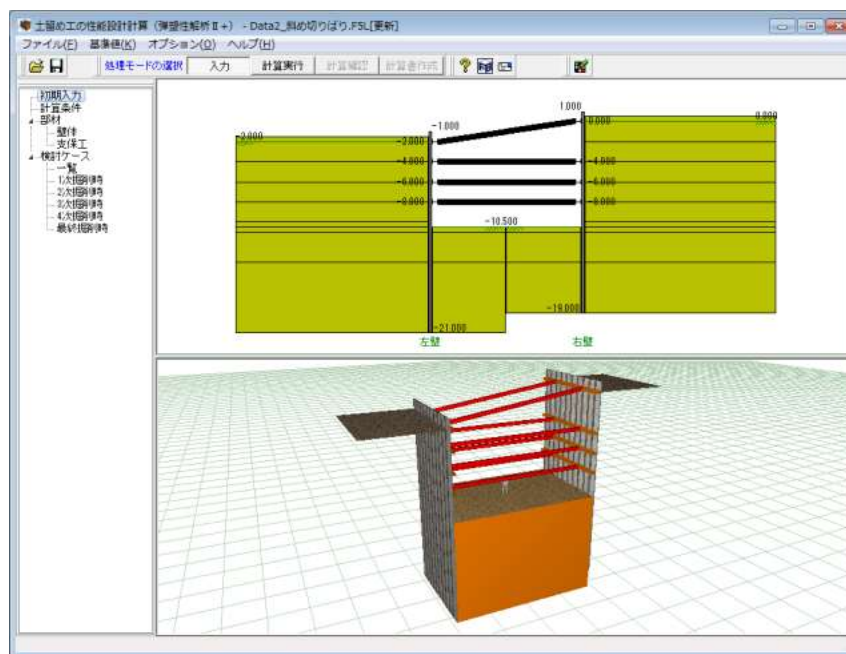 土留め工の性能設計計算（弾塑性解析Ⅱ+） - Data2_斜め切りばり.F5L[更新]
ファイル(F) 基準値(K) オプション(O) ヘルプ(H)
処理モードの選択 入力 計算実行 計算確認 計算書作成
初期入力
計算条件
部材
壁体
支保工
検討ケース
一覧
1次掘削時
2次掘削時
3次掘削時
4次掘削時
最終掘削時
1.000
0.000
0.000
-1.000
-2.000
-2.000
-4.000
-4.000
-6.000
-6.000
-8.000
-8.000
-10.500
-19.000
-21.000
左壁
右壁